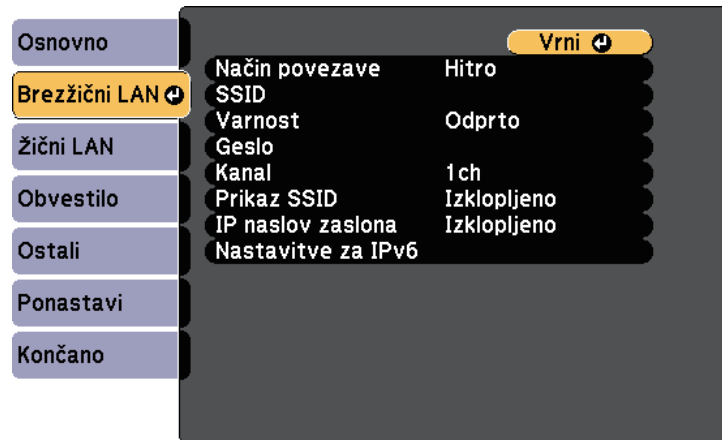 Osnovno
Brezžični LAN
Žični LAN
Obvestilo
Ostali
Ponastavi
Končano
Vrni
Način povezave Hitro
SSID
Varnost Odprto
Geslo
Kanal 1ch
Prikaz SSID Izklopljeno
IP naslov zaslona Izklopljeno
Nastavitve za IPv6